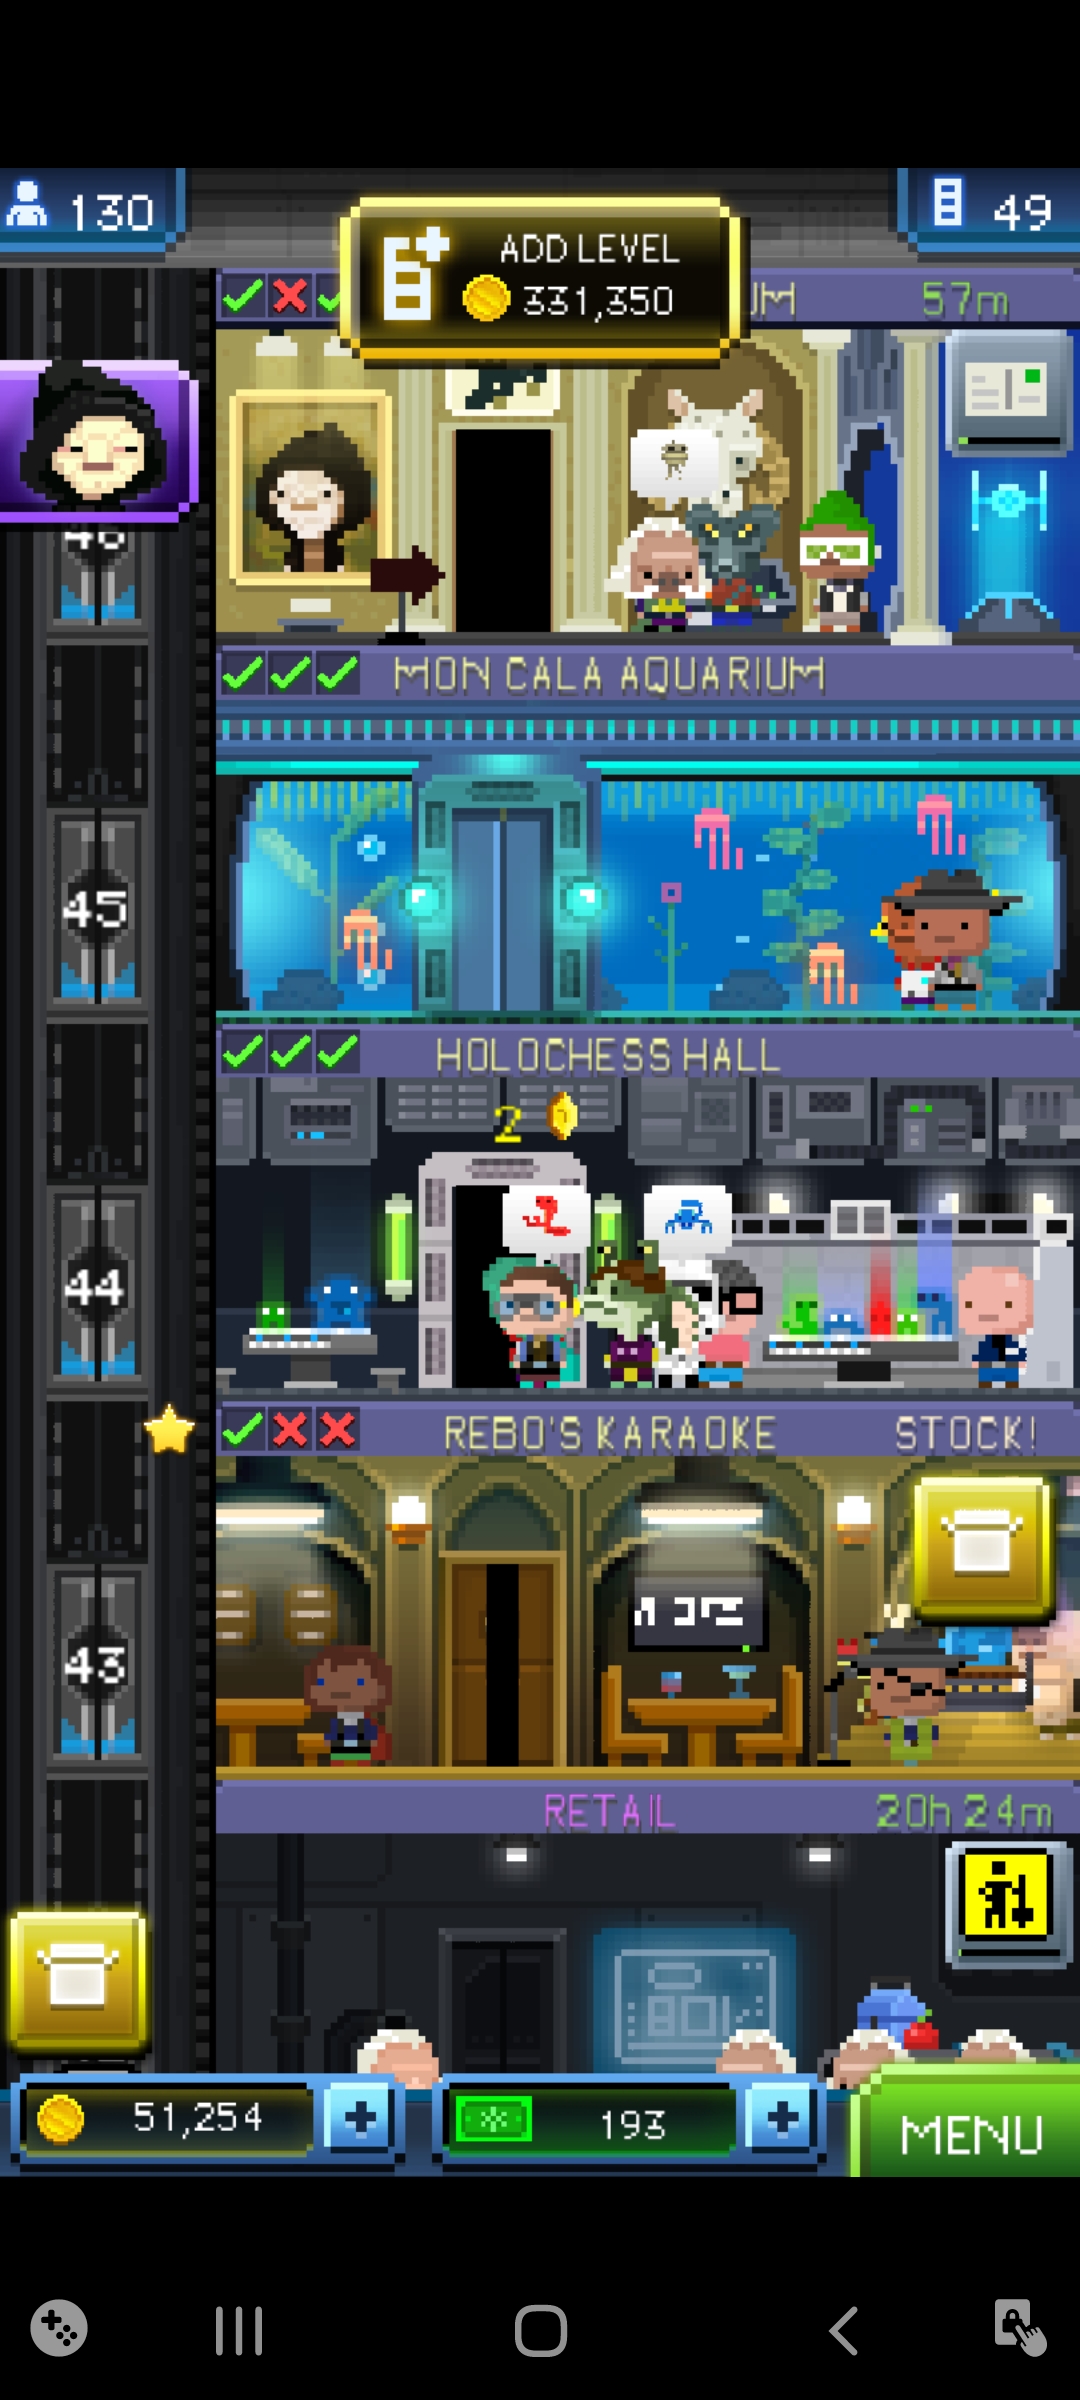 130
49
ADD LEVEL
331,350
UM
57m
46
MON CALA AQUARIUM
45
HOLOCHESS HALL
2
44
REBO'S KARAOKE
STOCK!
43
RETAIL
20h 24m
51,254
193
MENU